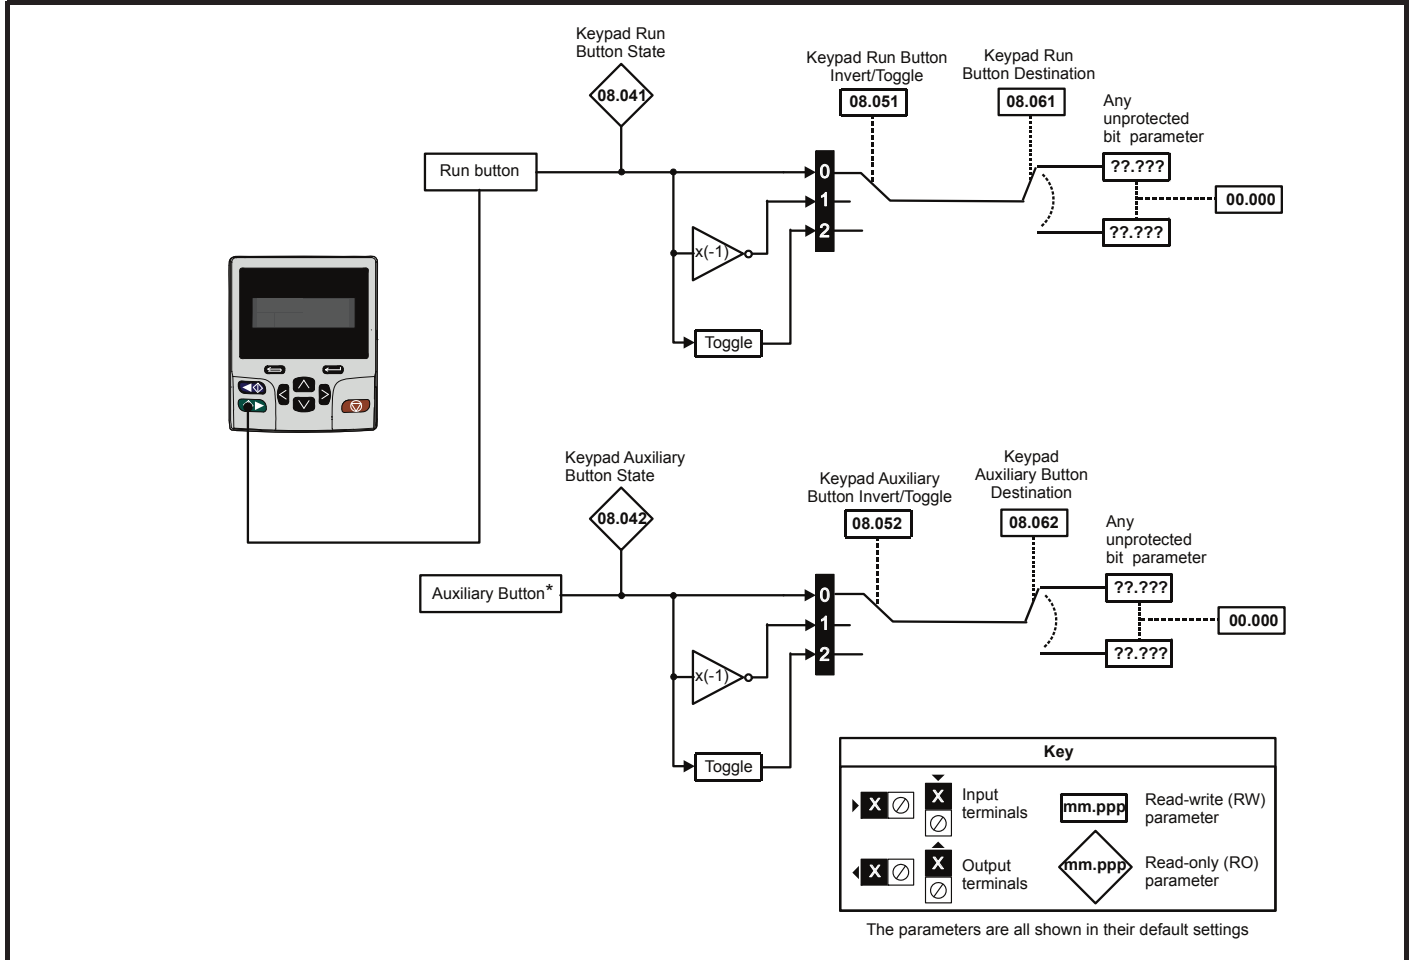 Keypad Run
Button State
08.041
Keypad Run Button
Invert/Toggle
08.051
Keypad Run
Button Destination
08.061
Any
unprotected
bit parameter
??.???
??.???
00.000
Run button
0
1
2
x(-1)
Toggle
Keypad Auxiliary
Button State
08.042
Keypad Auxiliary
Button Invert/Toggle
08.052
Keypad
Auxiliary Button
Destination
08.062
Any
unprotected
bit parameter
??.???
??.???
00.000
Auxiliary Button*
0
1
2
x(-1)
Toggle
Key
X
X
Input
terminals
mm.ppp
Read-write (RW)
parameter
X
X
Output
terminals
mm.ppp
Read-only (RO)
parameter
The parameters are all shown in their default settings